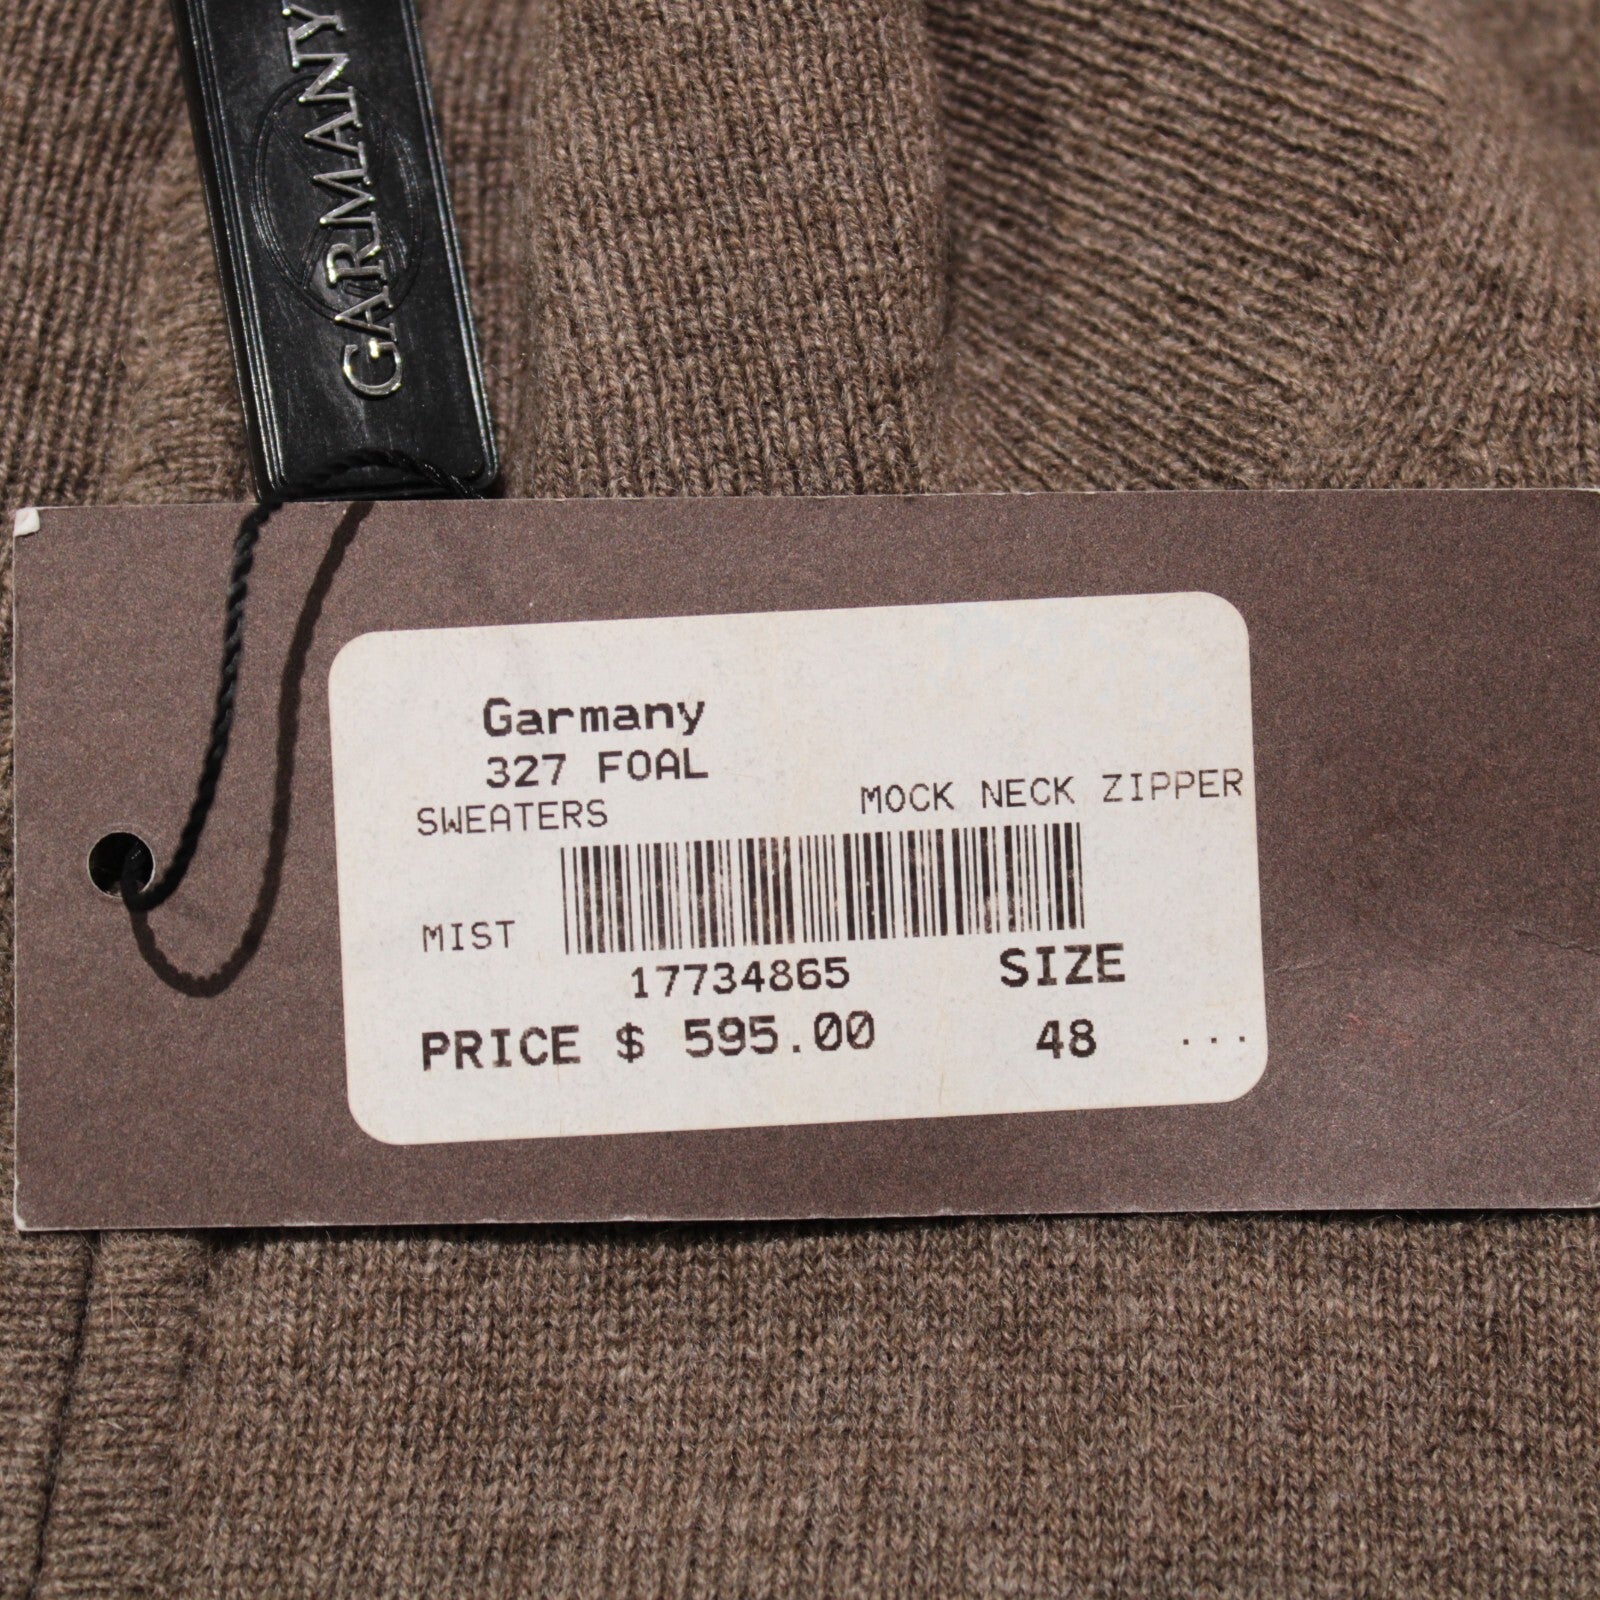 GARMANY
Garmany
327 FOAL
SWEATERS MOCK NECK ZIPPER
MIST
17734865 SIZE
PRICE $ 595.00 48 ...